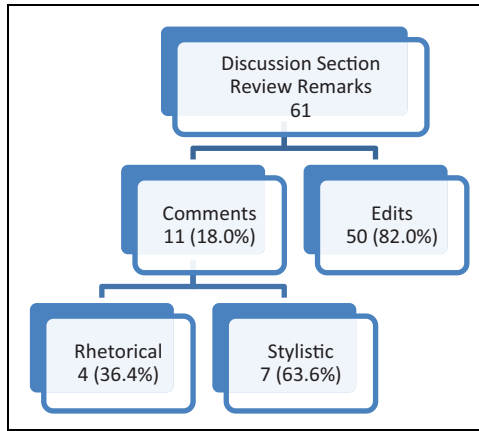 Discussion Section
Review Remarks
61
Comments
11 (18.0%)
Edits
50 (82.0%)
Rhetorical
4 (36.4%)
Stylistic
7 (63.6%)